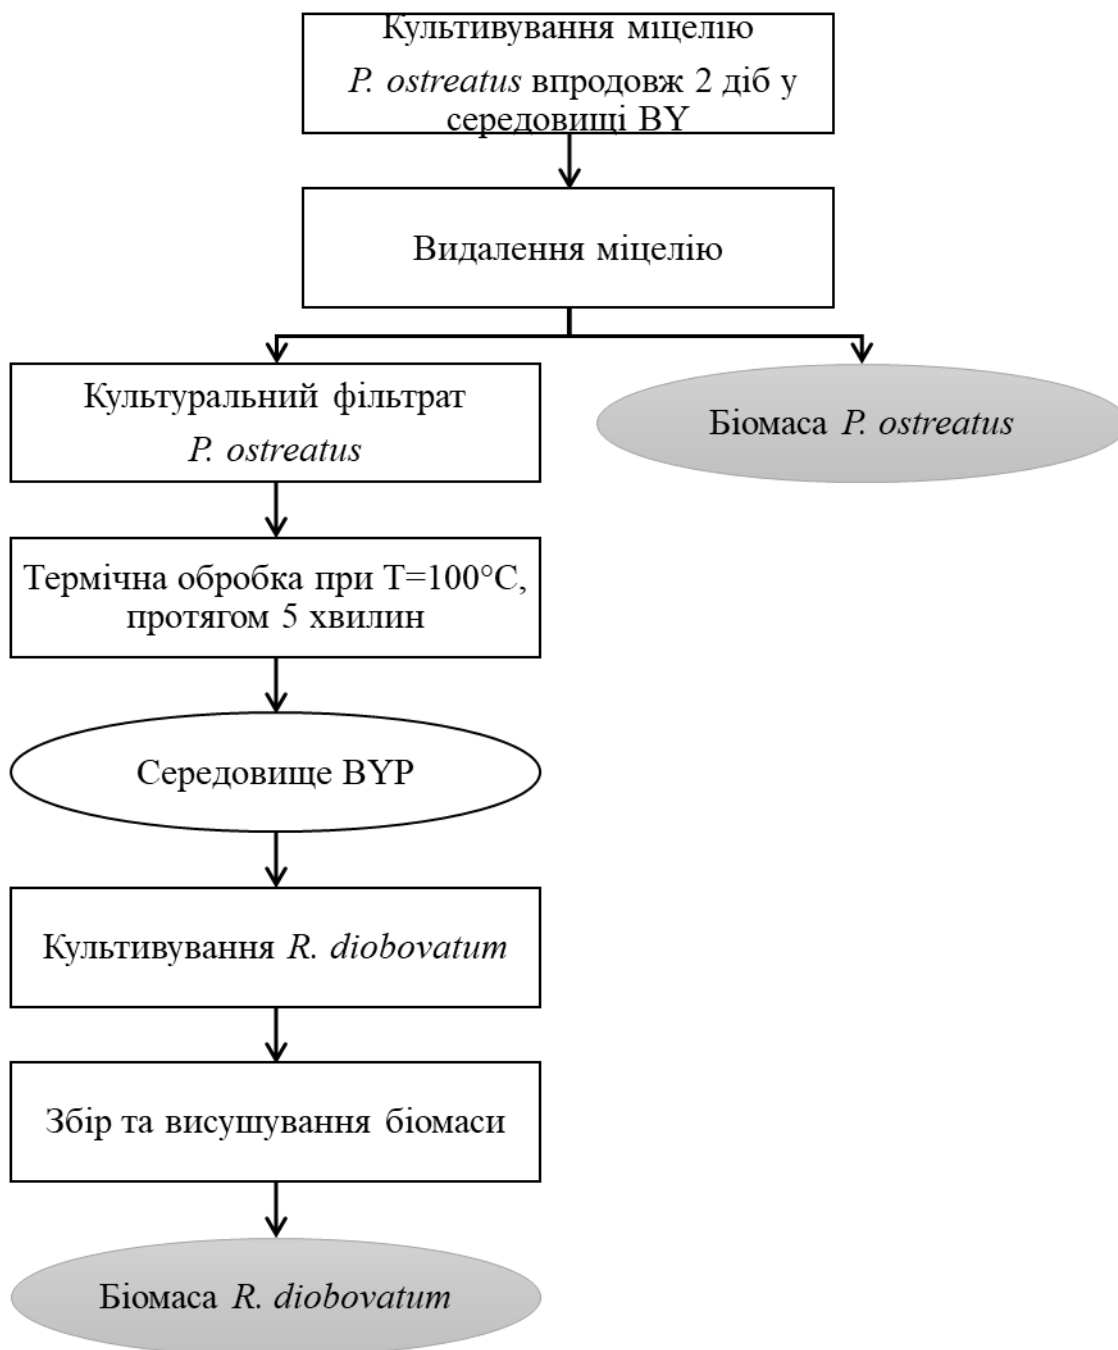 Культивування міцелію
P. ostreatus впродовж 2 діб у
середовищі BY
Видалення міцелію
Культуральний фільтрат
P. ostreatus
Біомаса P. ostreatus
Термічна обробка при T=100°C,
протягом 5 хвилин
Середовище BYP
Культивування R. diobovatum
Збір та висушування біомаси
Біомаса R. diobovatum